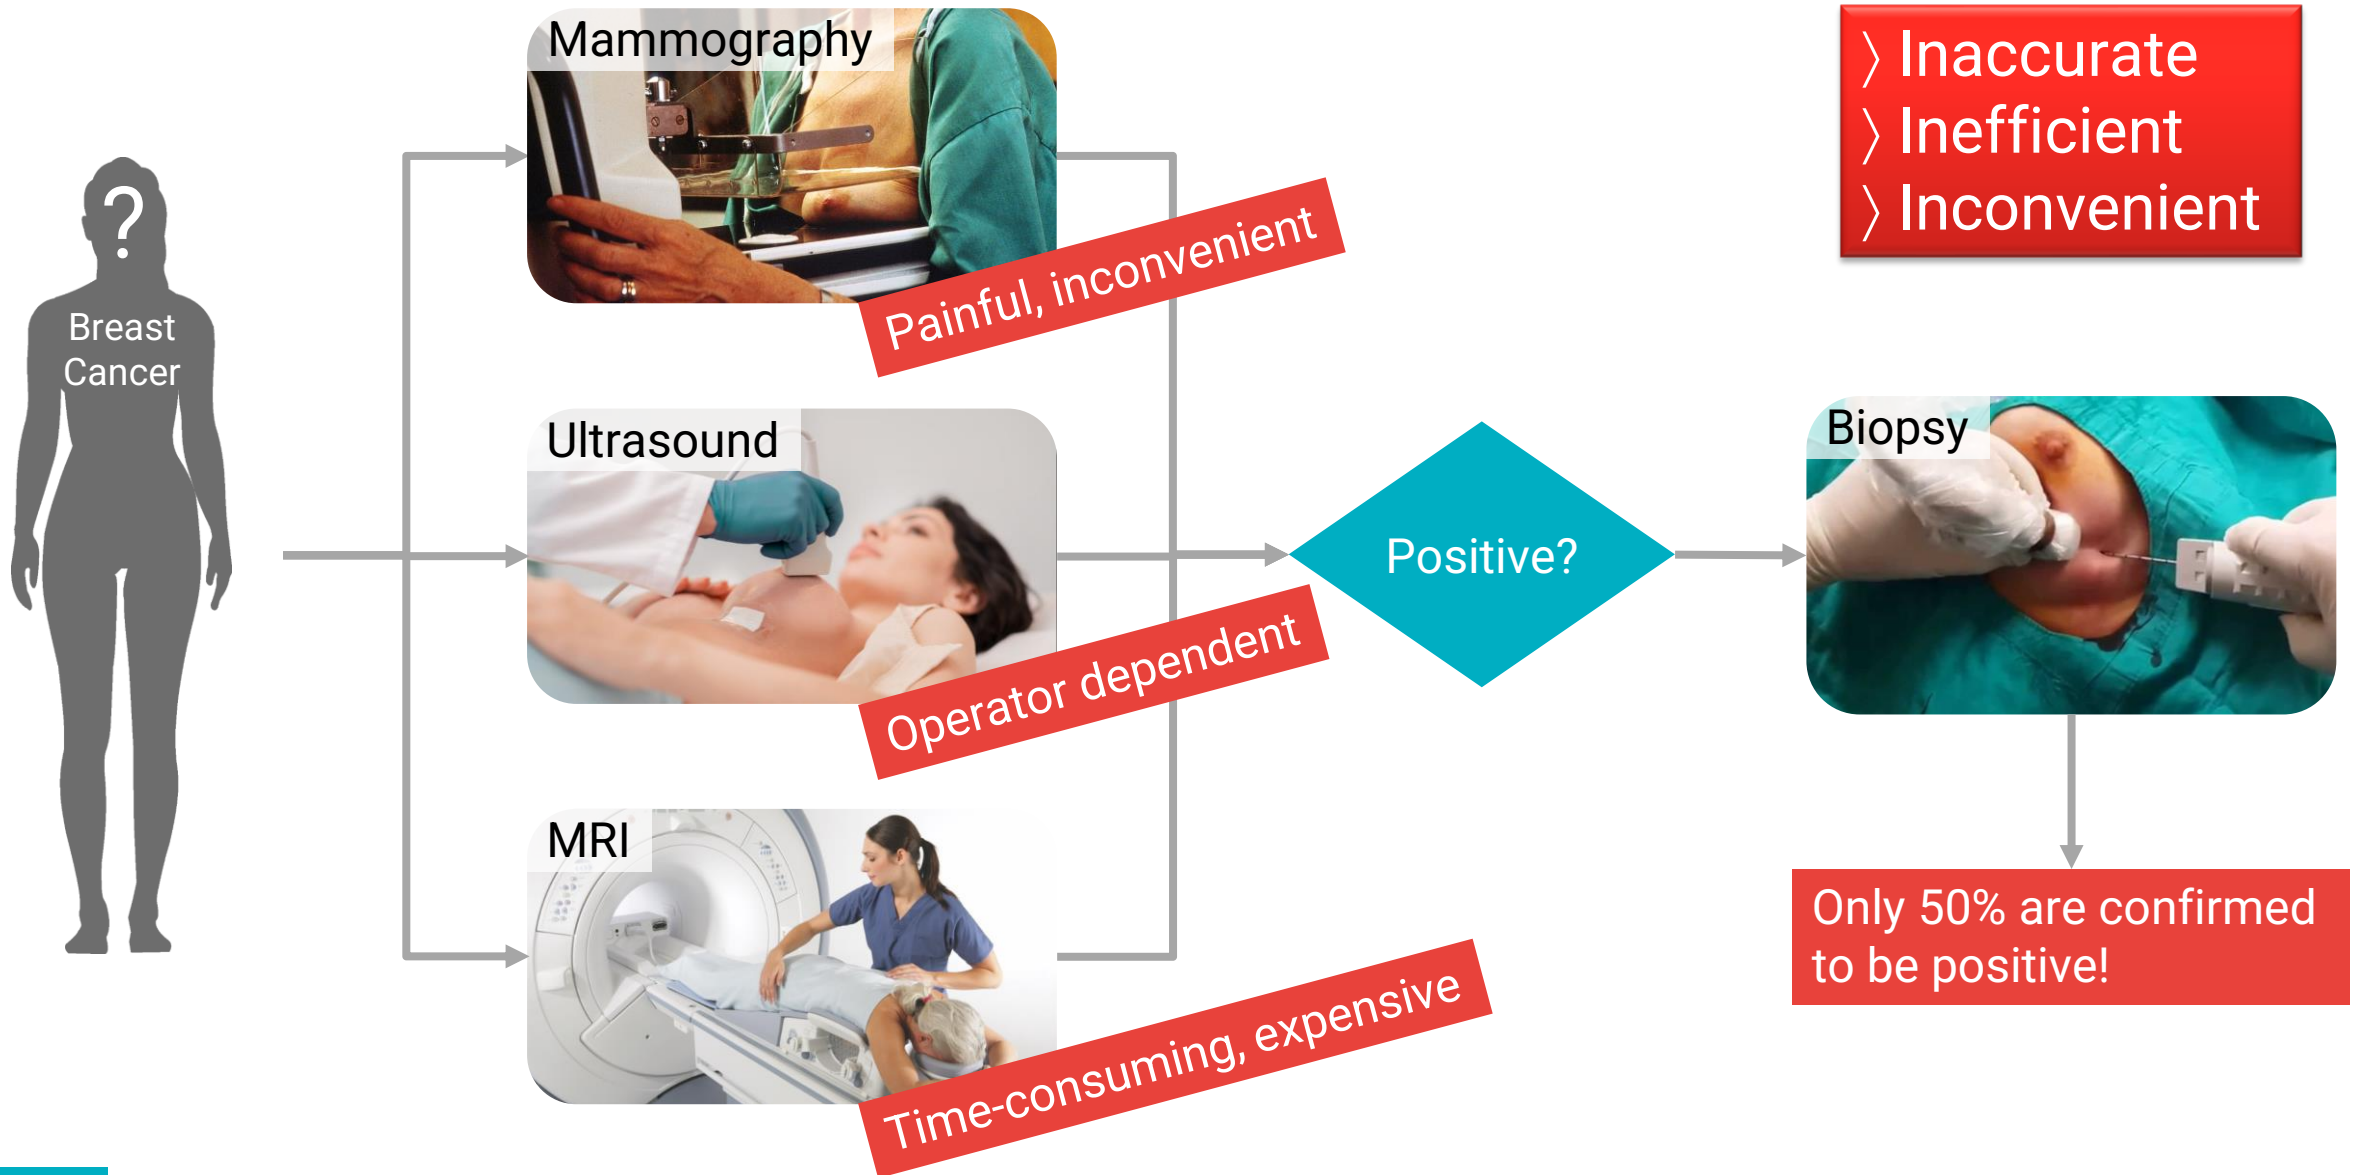 ?
Breast
Cancer
Mammography
Painful, inconvenient
Ultrasound
Operator dependent
MRI
Time-consuming, expensive
Positive?
〉Inaccurate
〉Inefficient
〉Inconvenient
Biopsy
Only 50% are confirmed
to be positive!